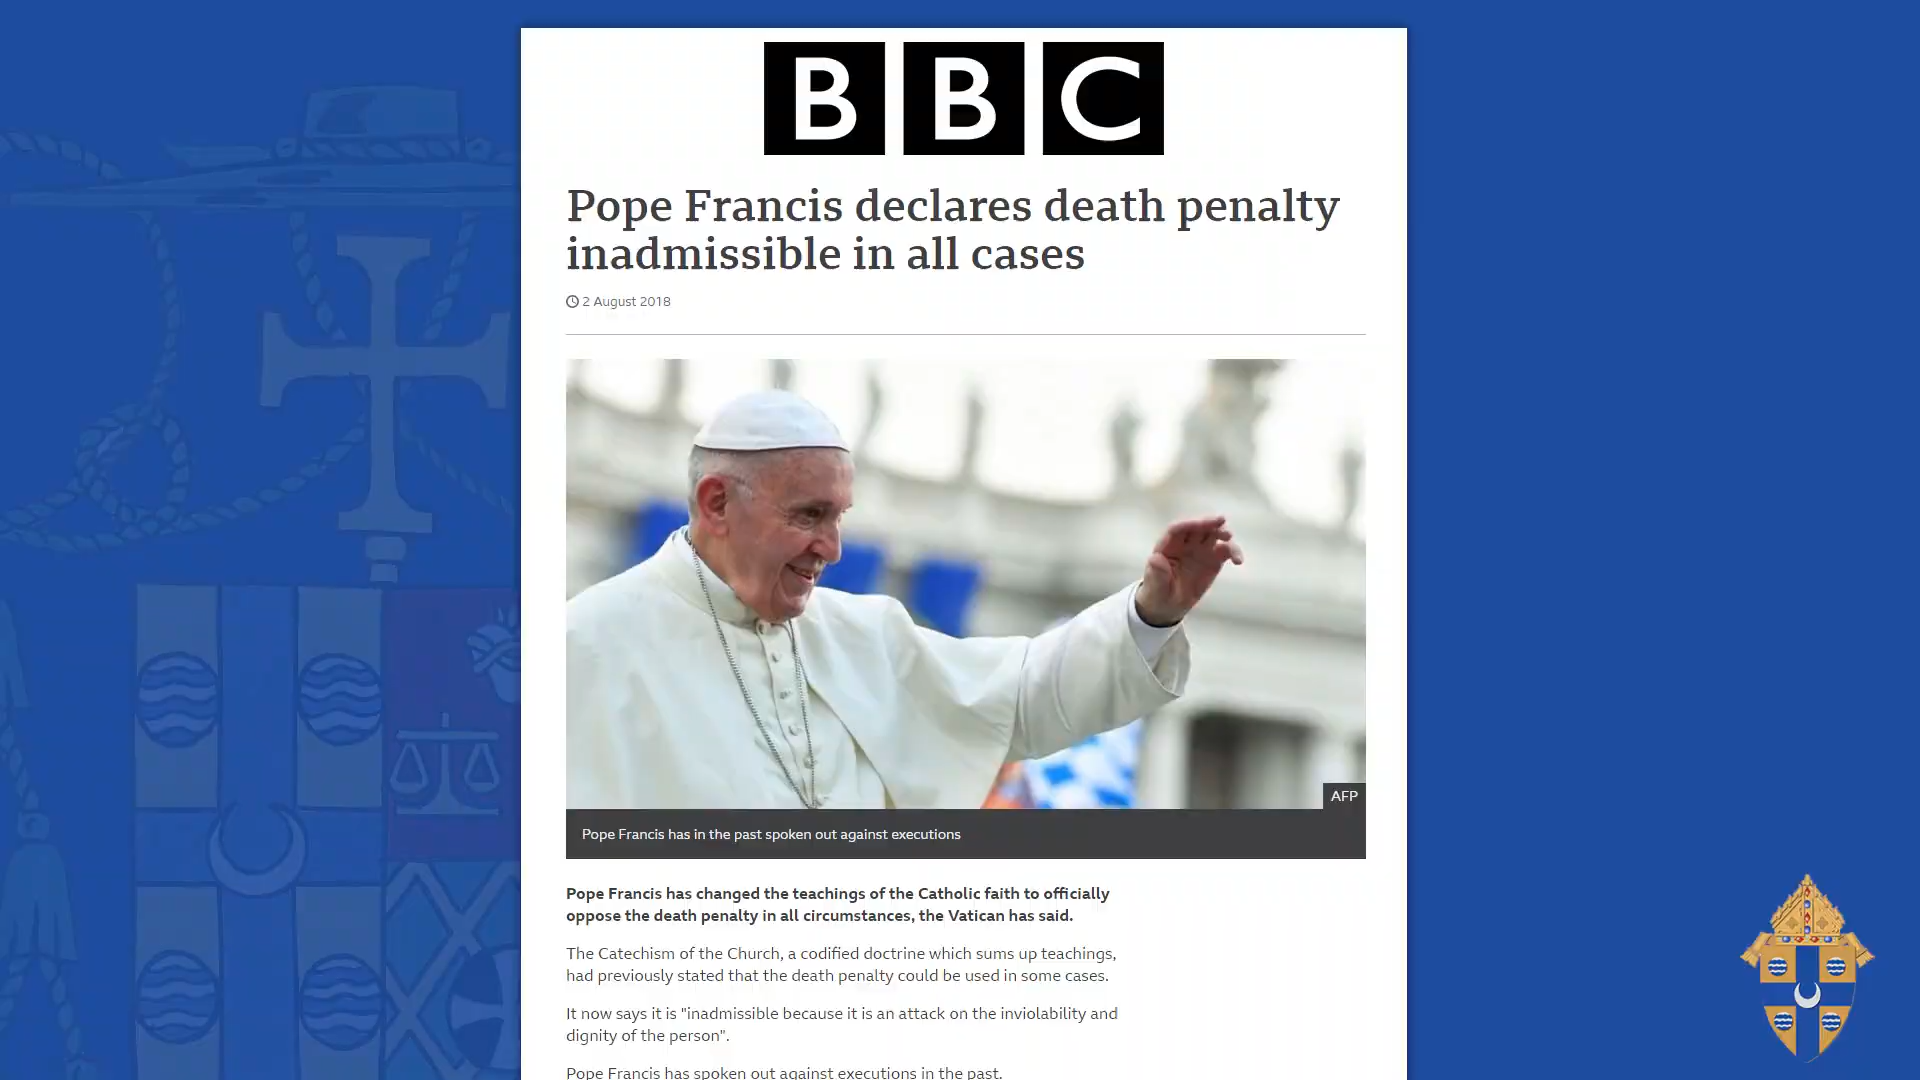 BBC
Pope Francis declares death penalty
inadmissible in all cases
2 August 2018
AFP
Pope Francis has in the past spoken out against executions
Pope Francis has changed the teachings of the Catholic faith to officially
oppose the death penalty in all circumstances, the Vatican has said.
The Catechism of the Church, a codified doctrine which sums up teachings,
had previously stated that the death penalty could be used in some cases.
It now says it is "inadmissible because it is an attack on the inviolability and
dignity of the person".
Pope Francis has spoken out against executions in the past.